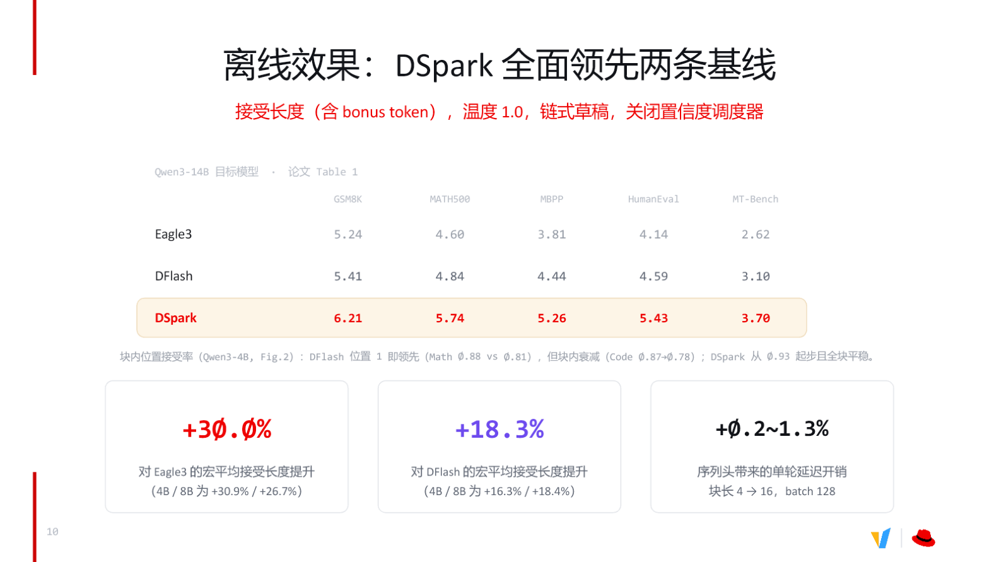 离线效果：DSpark 全面领先两条基线
接受长度（含 bonus token），温度 1.0，链式草稿，关闭置信度调度器
Qwen3-14B 目标模型 · 论文 Table 1
GSM8K MATH500 MBPP HumanEval MT-Bench
Eagle3 5.24 4.60 3.81 4.14 2.62
DFlash 5.41 4.84 4.44 4.59 3.10
DSpark 6.21 5.74 5.26 5.43 3.70
块内位置接受率（Qwen3-4B, Fig.2）：DFlash 位置 1 即领先（Math 0.88 vs 0.81），但块内衰减（Code 0.87→0.78）；DSpark 从 0.93 起步且全块平稳。
+30.0%
对 Eagle3 的宏平均接受长度提升
（4B / 8B 为 +30.9% / +26.7%）
+18.3%
对 DFlash 的宏平均接受长度提升
（4B / 8B 为 +16.3% / +18.4%）
+0.2~1.3%
序列头带来的单轮延迟开销
块长 4 → 16，batch 128
10